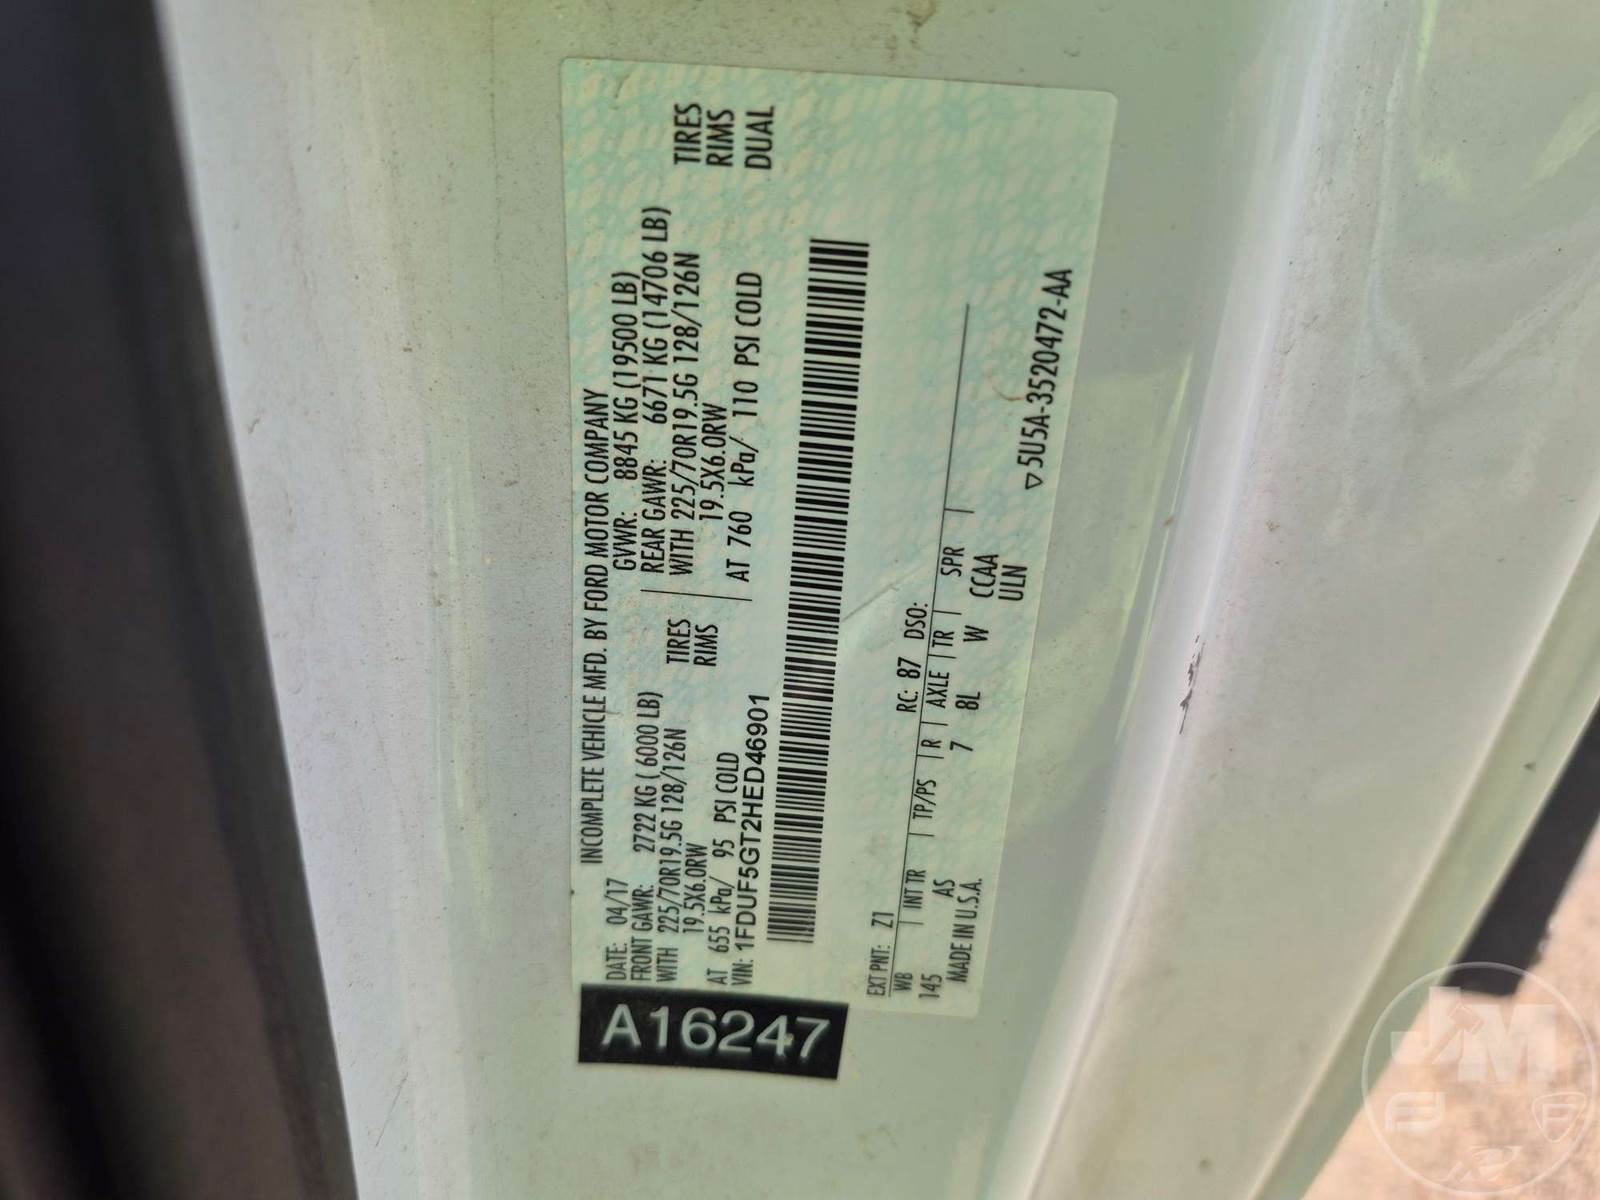 INCOMPLETE VEHICLE MFD. BY FORD MOTOR COMPANY
DATE: 04/17 GVWR: 8845 KG (19500 LB)
FRONT GAWR: 2722 KG (6000 LB) REAR GAWR: 6671 KG (14706 LB)
WITH 225/70R19.5G 128/126N TIRES WITH 225/70R19.5G 128/126N TIRES
19.5X6.0RW RIMS 19.5X6.0RW RIMS
AT 655 kPa/ 95 PSI COLD AT 760 kPa/ 110 PSI COLD DUAL
VIN: 1FDUF5GT2HED46901
EXT PNT: Z1 RC: 87 DSO:
WB INT TR TP/PS R AXLE TR SPR
145 AS 7 8L W CCAA
MADE IN U.S.A. ULN
▽5U5A-3520472-AA
A16247
JM